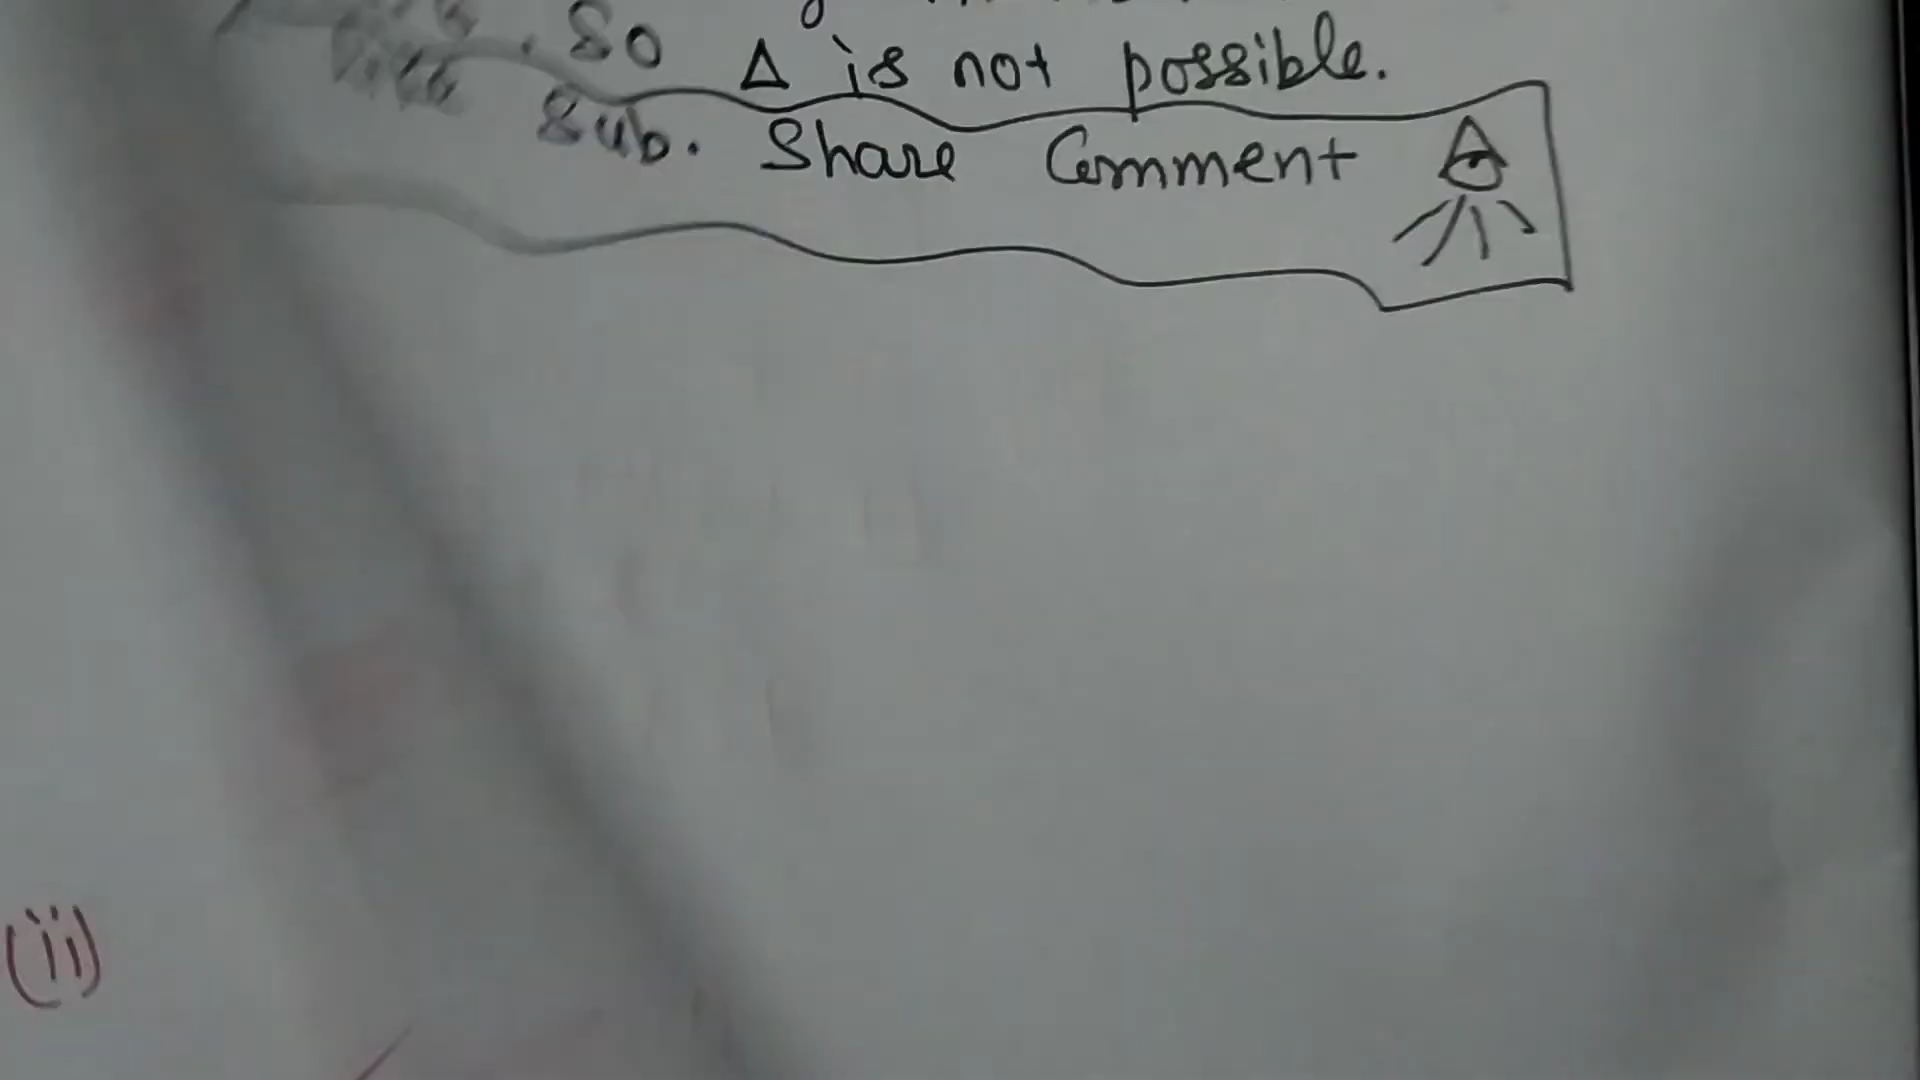 . So Δ is not possible.
Sub. Share Comment
(ii)